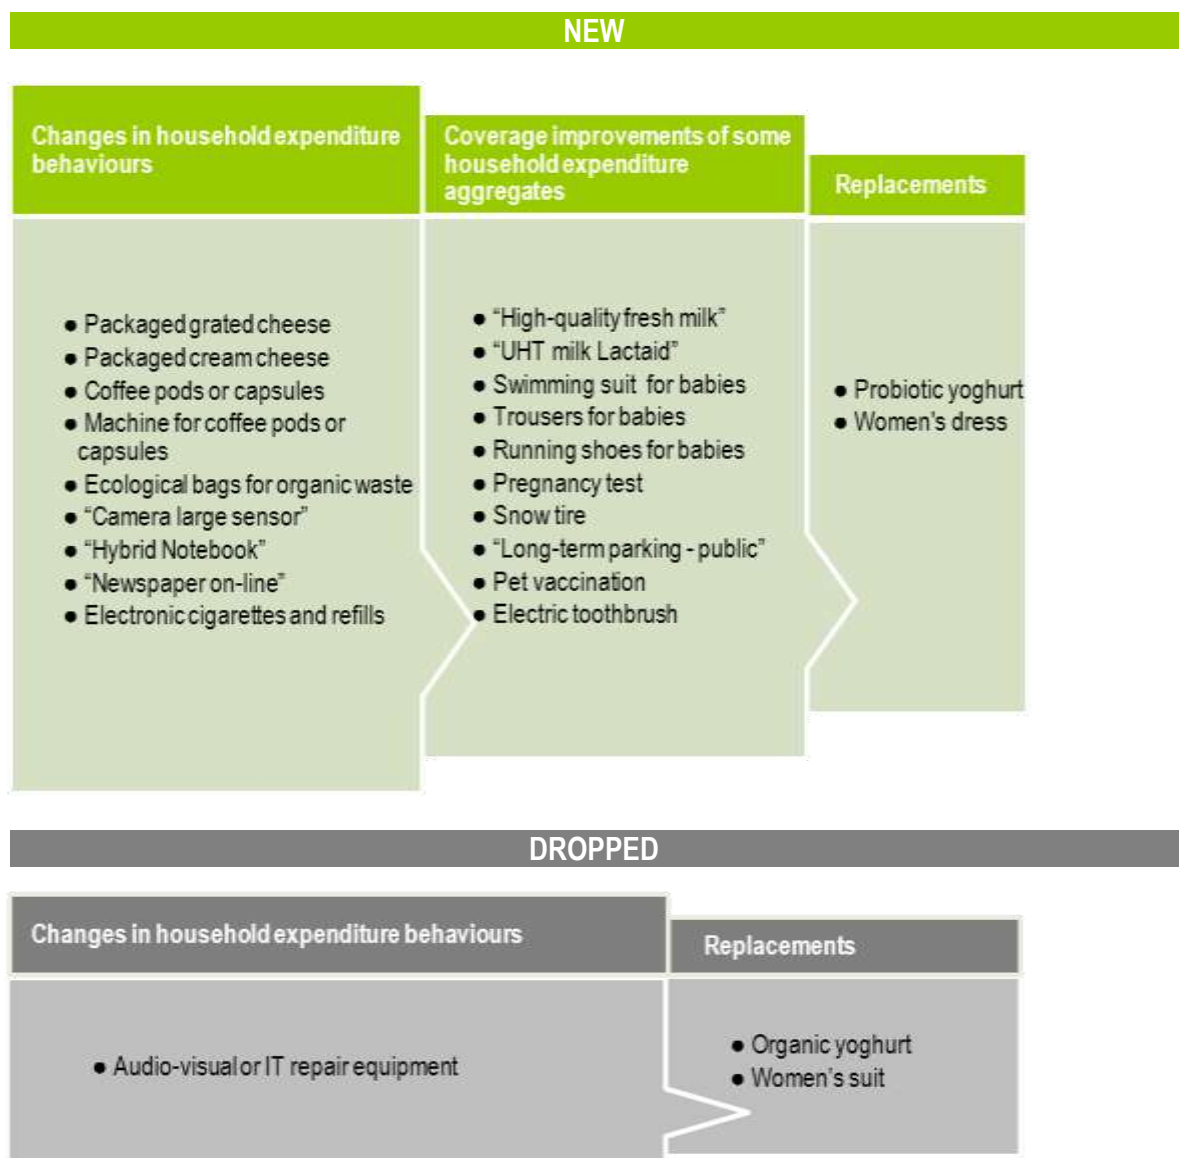 NEW
Changes in household expenditure
behaviours
● Packaged grated cheese
● Packaged cream cheese
● Coffee pods or capsules
● Machine for coffee pods or
capsules
● Ecological bags for organic waste
● “Camera large sensor”
● “Hybrid Notebook”
● “Newspaper on-line”
● Electronic cigarettes and refills
Coverage improvements of some
household expenditure
aggregates
● “High-quality fresh milk”
● “UHT milk Lactaid”
● Swimming suit for babies
● Trousers for babies
● Running shoes for babies
● Pregnancy test
● Snow tire
● “Long-term parking - public”
● Pet vaccination
● Electric toothbrush
Replacements
● Probiotic yoghurt
● Women's dress
DROPPED
Changes in household expenditure behaviours
● Audio-visual or IT repair equipment
Replacements
● Organic yoghurt
● Women’s suit